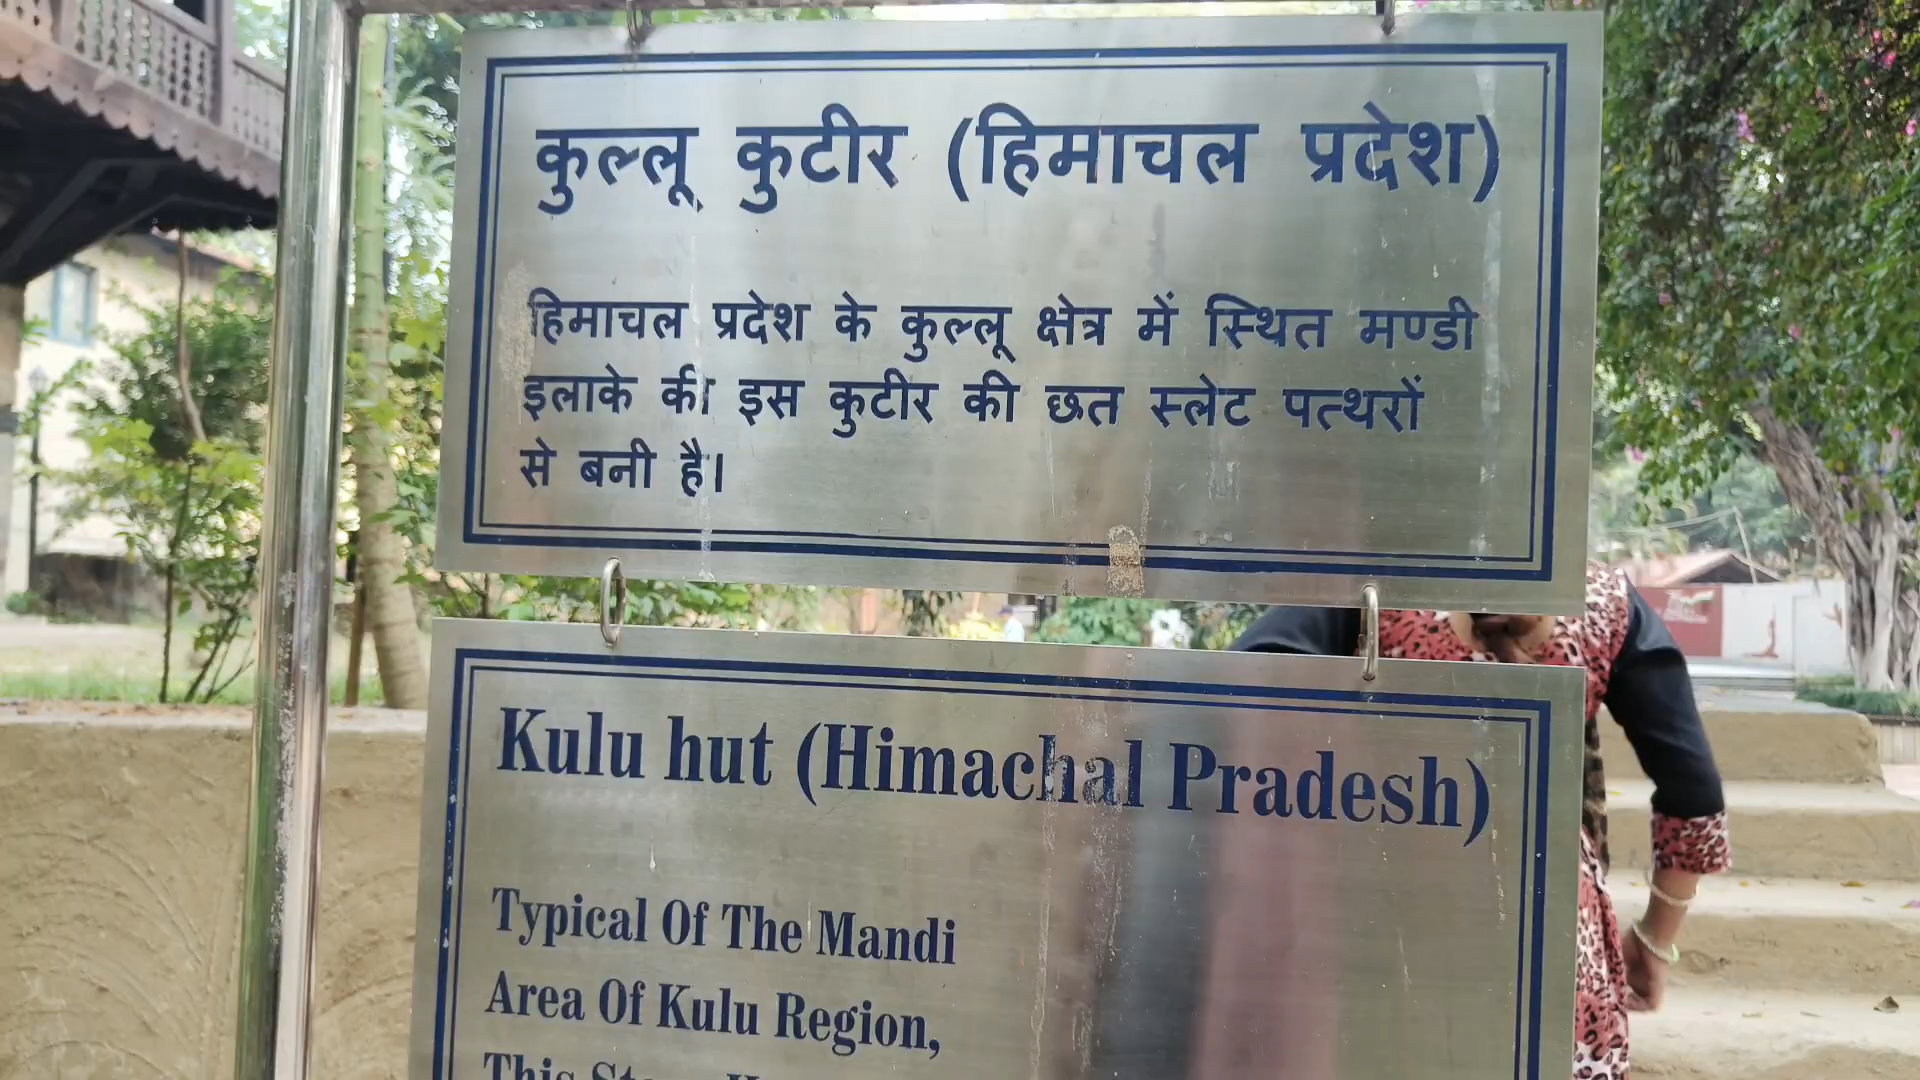 कुल्लू कुटीर (हिमाचल प्रदेश)
हिमाचल प्रदेश के कुल्लू क्षेत्र में स्थित मण्डी
इलाके की इस कुटीर की छत स्लेट पत्थरों
से बनी है।
Kulu hut (Himachal Pradesh)
Typical Of The Mandi
Area Of Kulu Region,
This